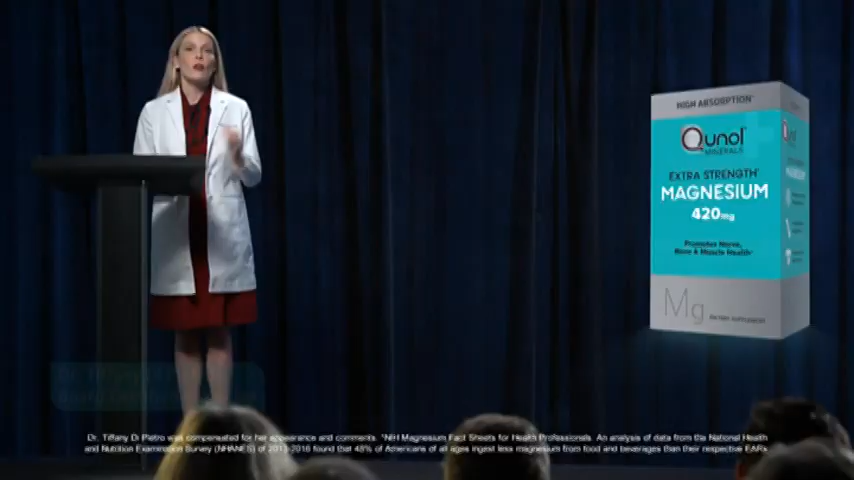 HIGH ABSORPTION
Qunol
MINERALS
EXTRA STRENGTH
MAGNESIUM
420mg
Promotes Nerve,
Bone & Muscle Health
Mg
DIETARY SUPPLEMENT
Dr. Tiffany Di Pietro was compensated for her appearance and comments. *NIH Magnesium Fact Sheets for Health Professionals. An analysis of data from the National Health
and Nutrition Examination Survey (NHANES) of 2013-2016 found that 48% of Americans of all ages ingest less magnesium from food and beverages than their respective EARs